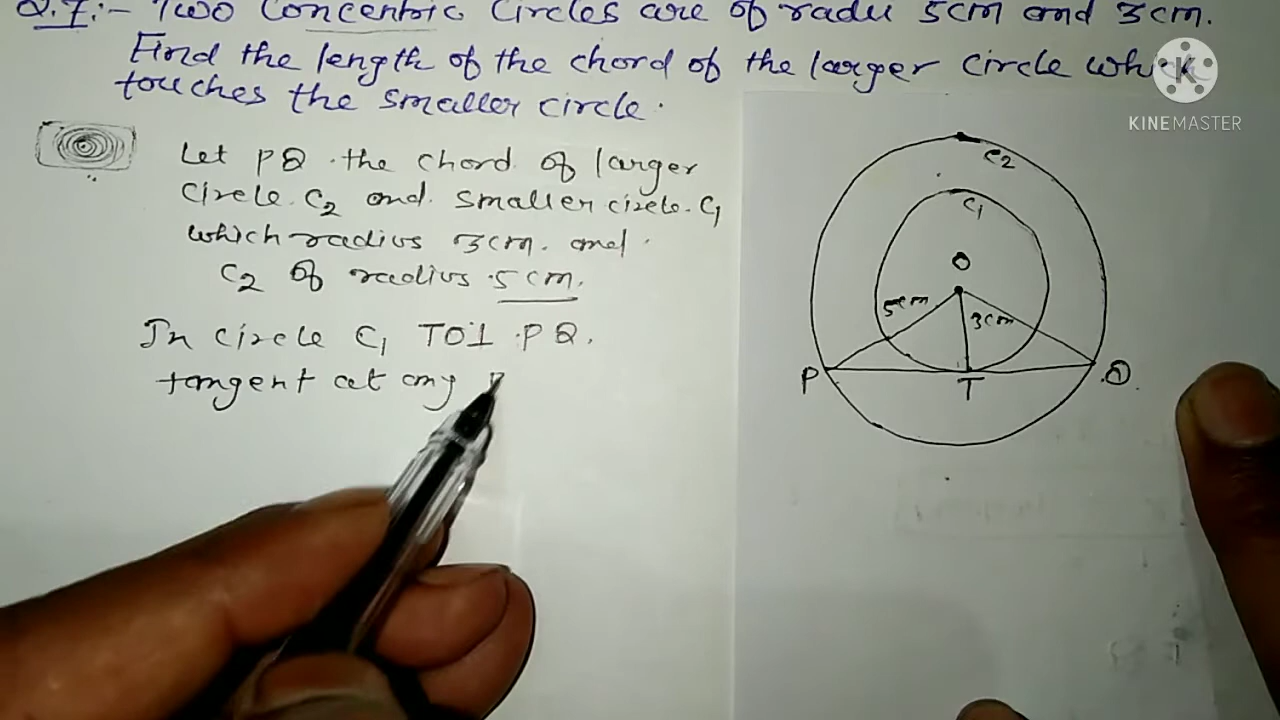 Q.7:- Two Concentric Circles are of radii 5cm and 3cm.
Find the length of the chord of the larger circle which
touches the smaller circle.
Let PQ the chord of larger
circle C2 and smaller circle C1
which radius 3cm. and
C2 of radius 5cm.
In circle C1 TO⊥ PQ.
tangent at any
K
KINEMASTER
C2
C1
O
5cm
3cm
P
T
Q